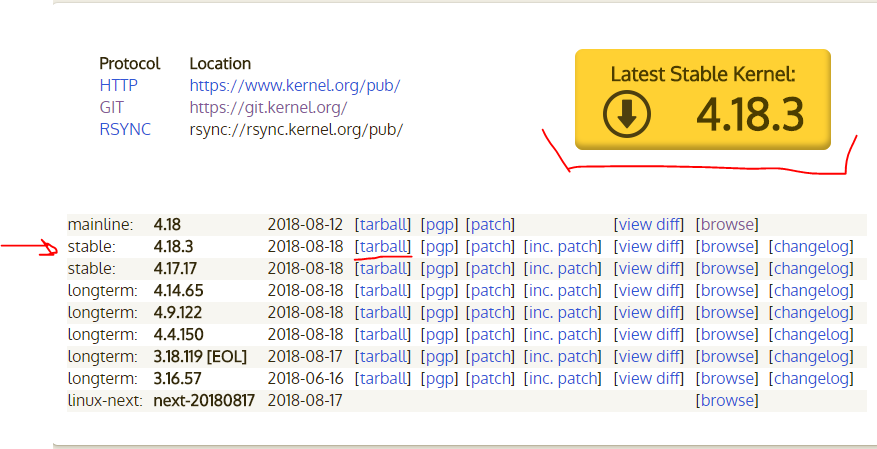 Protocol Location
HTTP https://www.kernel.org/pub/
GIT https://git.kernel.org/
RSYNC rsync://rsync.kernel.org/pub/
Latest Stable Kernel:
4.18.3
mainline: 4.18 2018-08-12 [tarball] [pgp] [patch] [view diff] [browse]
stable: 4.18.3 2018-08-18 [tarball] [pgp] [patch] [inc. patch] [view diff] [browse] [changelog]
stable: 4.17.17 2018-08-18 [tarball] [pgp] [patch] [inc. patch] [view diff] [browse] [changelog]
longterm: 4.14.65 2018-08-18 [tarball] [pgp] [patch] [inc. patch] [view diff] [browse] [changelog]
longterm: 4.9.122 2018-08-18 [tarball] [pgp] [patch] [inc. patch] [view diff] [browse] [changelog]
longterm: 4.4.150 2018-08-18 [tarball] [pgp] [patch] [inc. patch] [view diff] [browse] [changelog]
longterm: 3.18.119 [EOL] 2018-08-17 [tarball] [pgp] [patch] [inc. patch] [view diff] [browse] [changelog]
longterm: 3.16.57 2018-06-16 [tarball] [pgp] [patch] [inc. patch] [view diff] [browse] [changelog]
linux-next: next-20180817 2018-08-17 [browse]